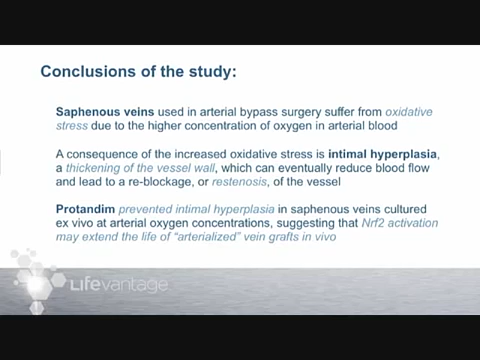 Conclusions of the study:
Saphenous veins used in arterial bypass surgery suffer from oxidative
stress due to the higher concentration of oxygen in arterial blood
A consequence of the increased oxidative stress is intimal hyperplasia,
a thickening of the vessel wall, which can eventually reduce blood flow
and lead to a re-blockage, or restenosis, of the vessel
Protandim prevented intimal hyperplasia in saphenous veins cultured
ex vivo at arterial oxygen concentrations, suggesting that Nrf2 activation
may extend the life of “arterialized” vein grafts in vivo
Lifevantage